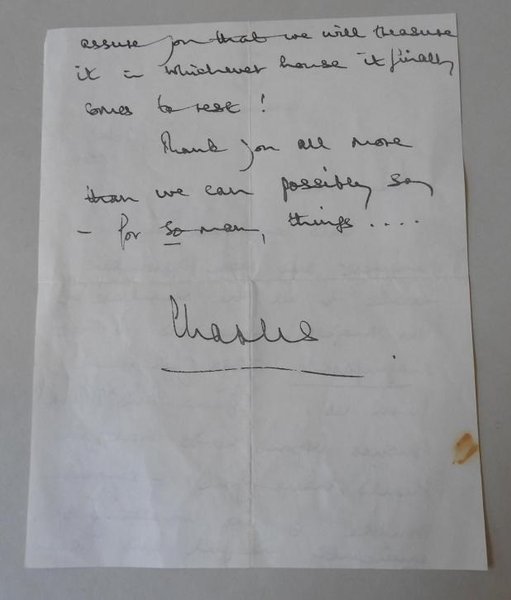 assure you that we will treasure
it in whichever house it finally
comes to rest!
Thank you all more
than we can possibly say
- for so many things....
Charles